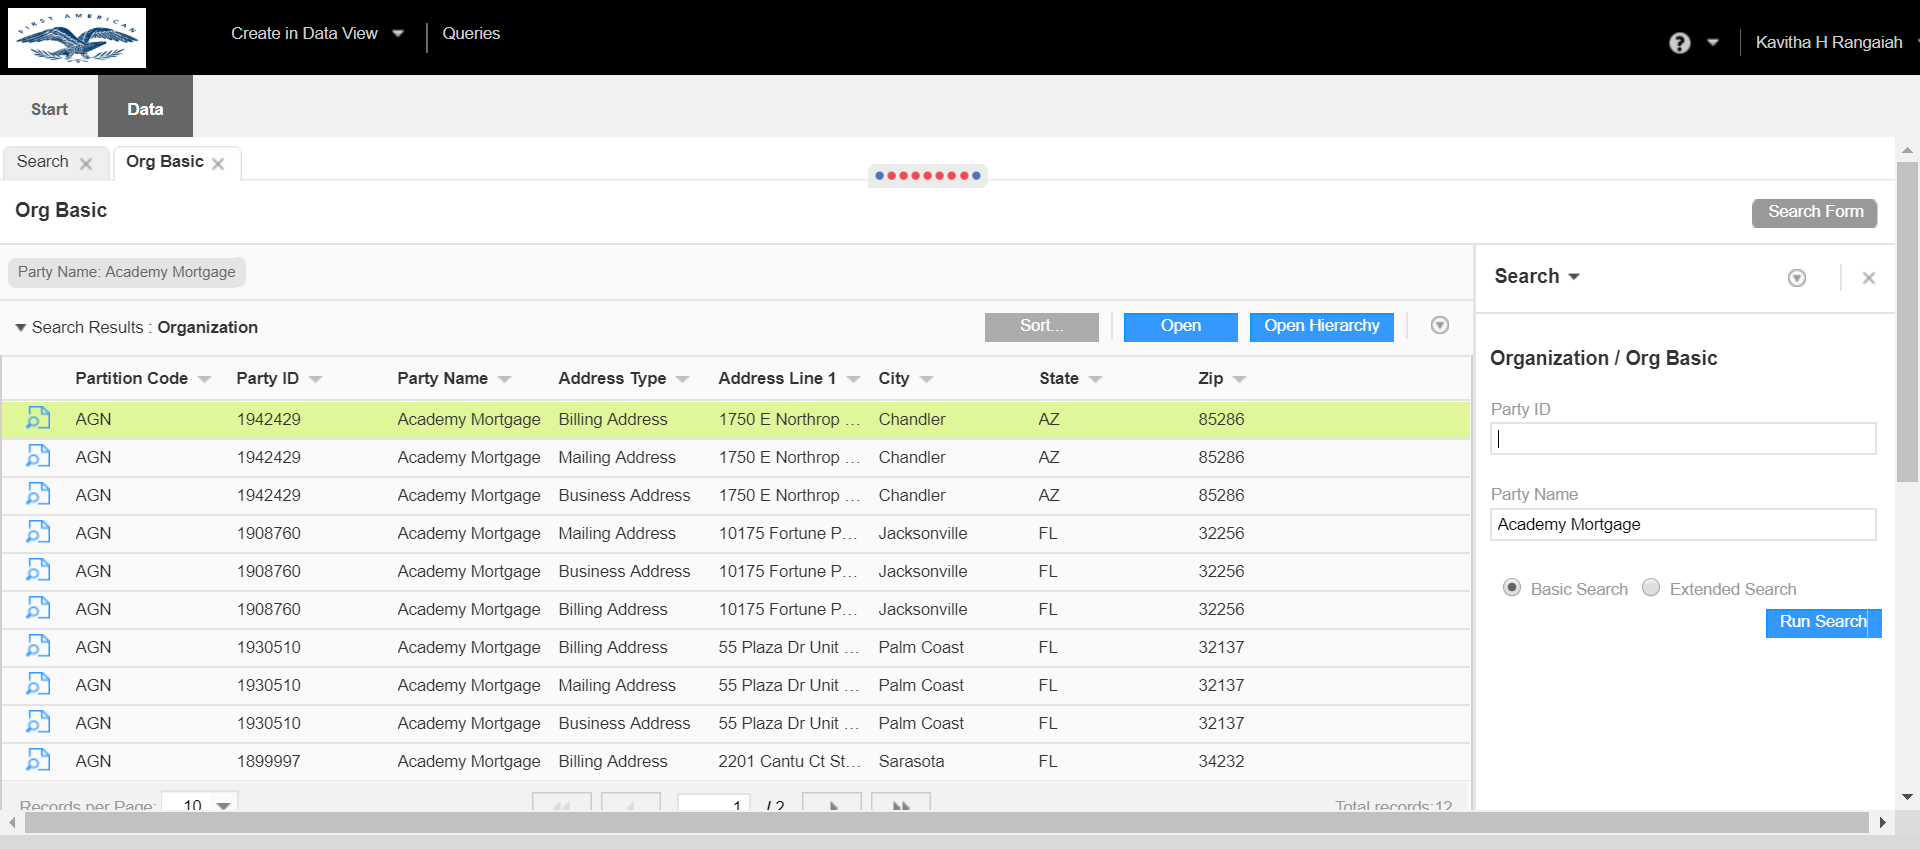 FIRST AMERICAN
Create in Data View
Queries
?
Kavitha H Rangaiah
Start
Data
Search
Org Basic
Org Basic
Search Form
Party Name: Academy Mortgage
Search
Search Results : Organization
Sort...
Open
Open Hierarchy
Organization / Org Basic
Partition Code Party ID Party Name Address Type Address Line 1 City State Zip
AGN 1942429 Academy Mortgage Billing Address 1750 E Northrop ... Chandler AZ 85286
AGN 1942429 Academy Mortgage Mailing Address 1750 E Northrop ... Chandler AZ 85286
AGN 1942429 Academy Mortgage Business Address 1750 E Northrop ... Chandler AZ 85286
AGN 1908760 Academy Mortgage Mailing Address 10175 Fortune P... Jacksonville FL 32256
AGN 1908760 Academy Mortgage Business Address 10175 Fortune P... Jacksonville FL 32256
AGN 1908760 Academy Mortgage Billing Address 10175 Fortune P... Jacksonville FL 32256
AGN 1930510 Academy Mortgage Billing Address 55 Plaza Dr Unit ... Palm Coast FL 32137
AGN 1930510 Academy Mortgage Mailing Address 55 Plaza Dr Unit ... Palm Coast FL 32137
AGN 1930510 Academy Mortgage Business Address 55 Plaza Dr Unit ... Palm Coast FL 32137
AGN 1899997 Academy Mortgage Billing Address 2201 Cantu Ct St... Sarasota FL 34232
Records per Page: 10
1 / 2
Total records:12
Party ID
Party Name
Academy Mortgage
Basic Search
Extended Search
Run Search